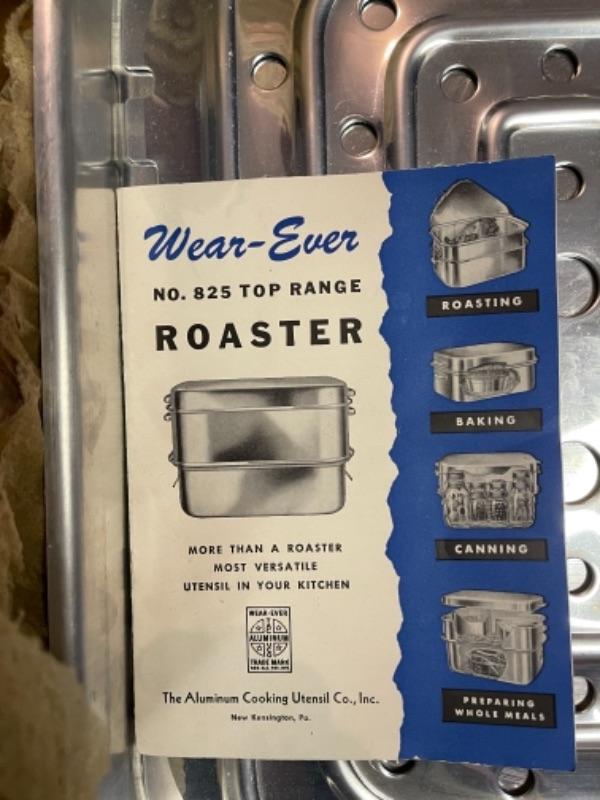 Wear-Ever
NO. 825 TOP RANGE
ROASTER
MORE THAN A ROASTER
MOST VERSATILE
UTENSIL IN YOUR KITCHEN
WEAR-EVER
ALUMINUM
TRADE MARK
The Aluminum Cooking Utensil Co., Inc.
New Kensington, Pa.
ROASTING
BAKING
CANNING
PREPARING
WHOLE MEALS